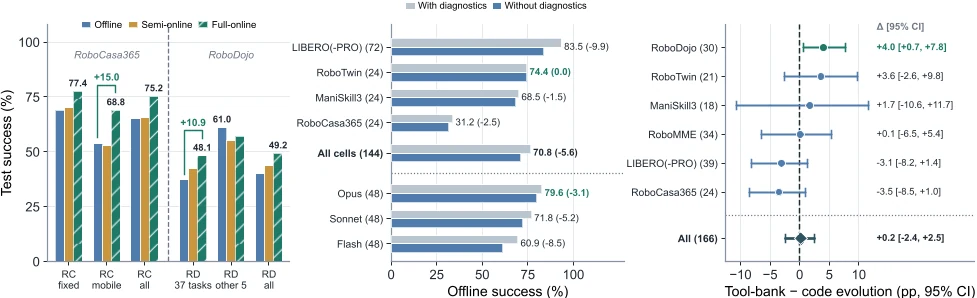 Offline Semi-online Full-online
Test success (%)
100
75
50
25
0
RoboCasa365
RoboDojo
77.4
+15.0
68.8
75.2
+10.9
48.1
61.0
49.2
RC fixed
RC mobile
RC all
RD 37 tasks
RD other 5
RD all
With diagnostics Without diagnostics
LIBERO(-PRO) (72)
83.5 (-9.9)
RoboTwin (24)
74.4 (0.0)
ManiSkill3 (24)
68.5 (-1.5)
RoboCasa365 (24)
31.2 (-2.5)
All cells (144)
70.8 (-5.6)
Opus (48)
79.6 (-3.1)
Sonnet (48)
71.8 (-5.2)
Flash (48)
60.9 (-8.5)
0 25 50 75 100
Offline success (%)
Δ [95% CI]
RoboDojo (30)
+4.0 [+0.7, +7.8]
RoboTwin (21)
+3.6 [-2.6, +9.8]
ManiSkill3 (18)
+1.7 [-10.6, +11.7]
RoboMME (34)
+0.1 [-6.5, +5.4]
LIBERO(-PRO) (39)
-3.1 [-8.2, +1.4]
RoboCasa365 (24)
-3.5 [-8.5, +1.0]
All (166)
+0.2 [-2.4, +2.5]
−10 −5 0 5 10
Tool-bank − code evolution (pp, 95% CI)